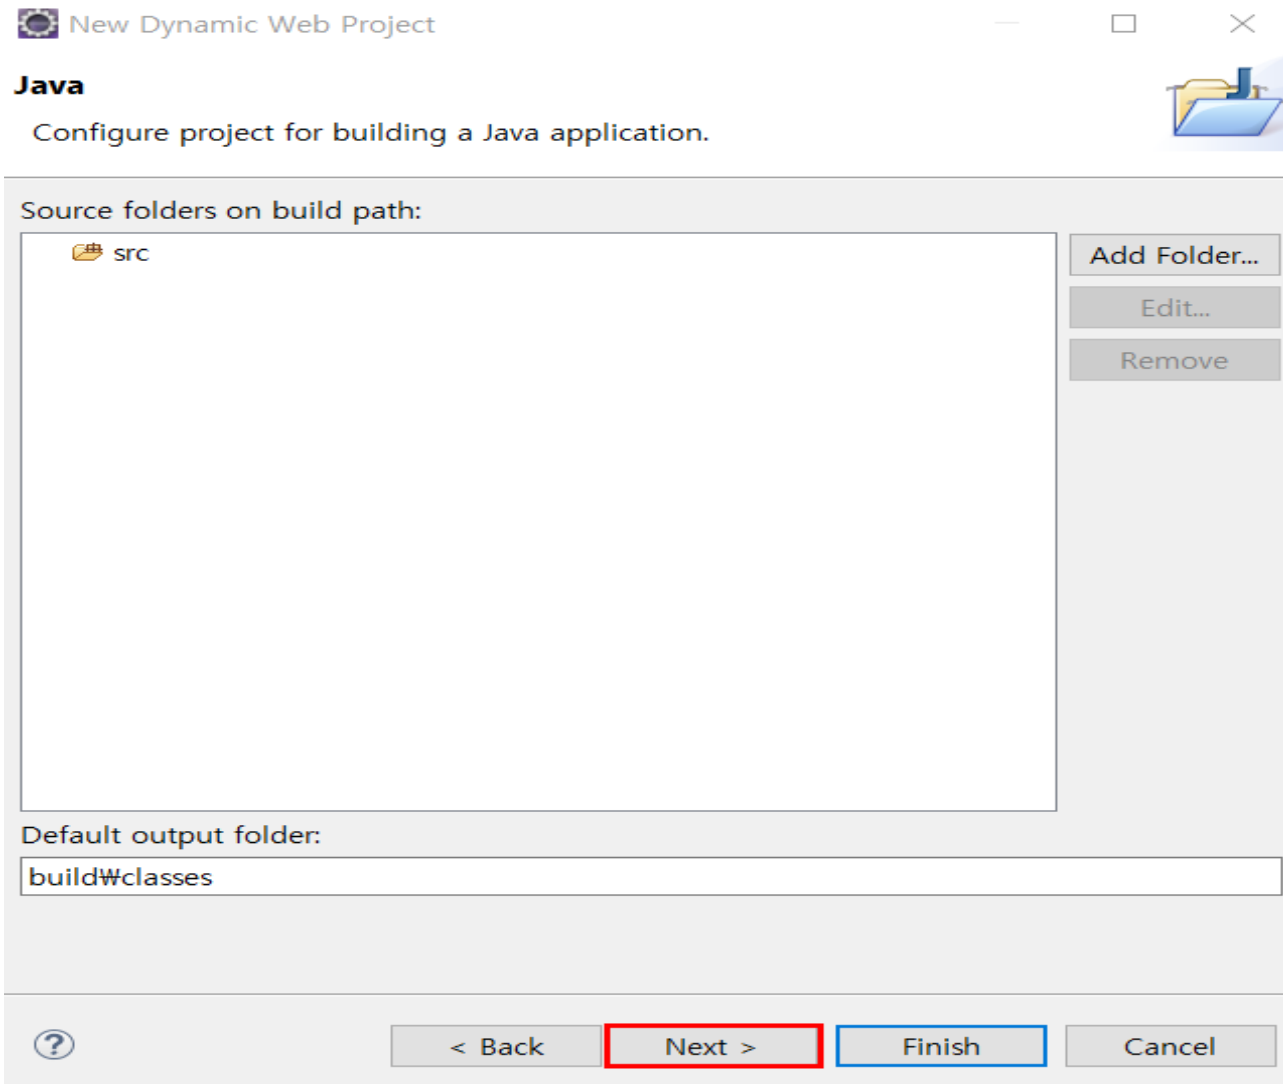 New Dynamic Web Project
Java
Configure project for building a Java application.
Source folders on build path:
src
Add Folder...
Edit...
Remove
Default output folder:
build₩classes
?
< Back
Next >
Finish
Cancel